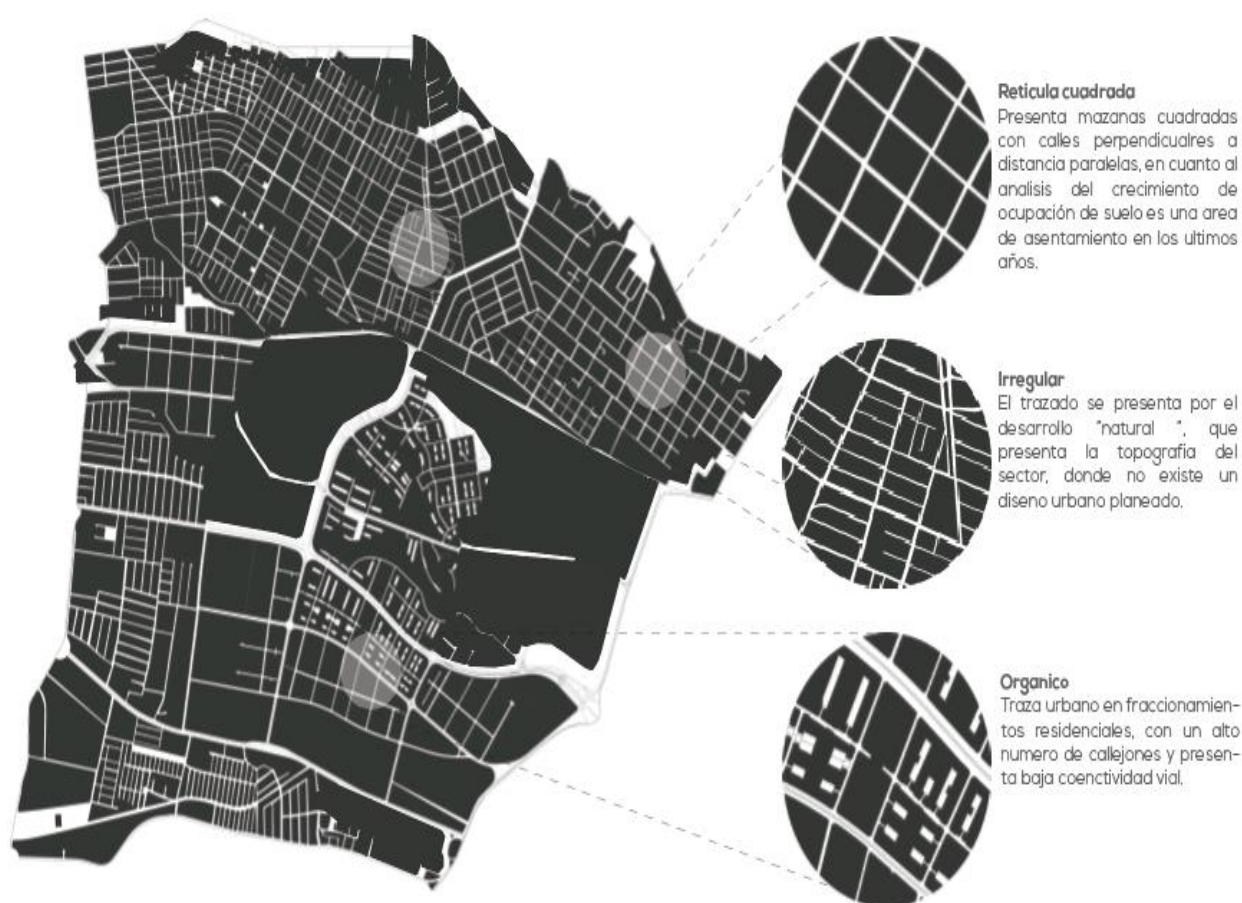 Reticula cuadrada
Presenta mazanas cuadradas
con calles perpendicualres a
distancia paralelas, en cuanto al
analisis del crecimiento de
ocupación de suelo es una area
de asentamiento en los ultimos
años.
Irregular
El trazado se presenta por el
desarrollo "natural ", que
presenta la topografia del
sector, donde no existe un
diseno urbano planeado.
Organico
Traza urbano en fraccionamien-
tos residenciales, con un alto
numero de callejones y presen-
ta baja coenctividad vial.